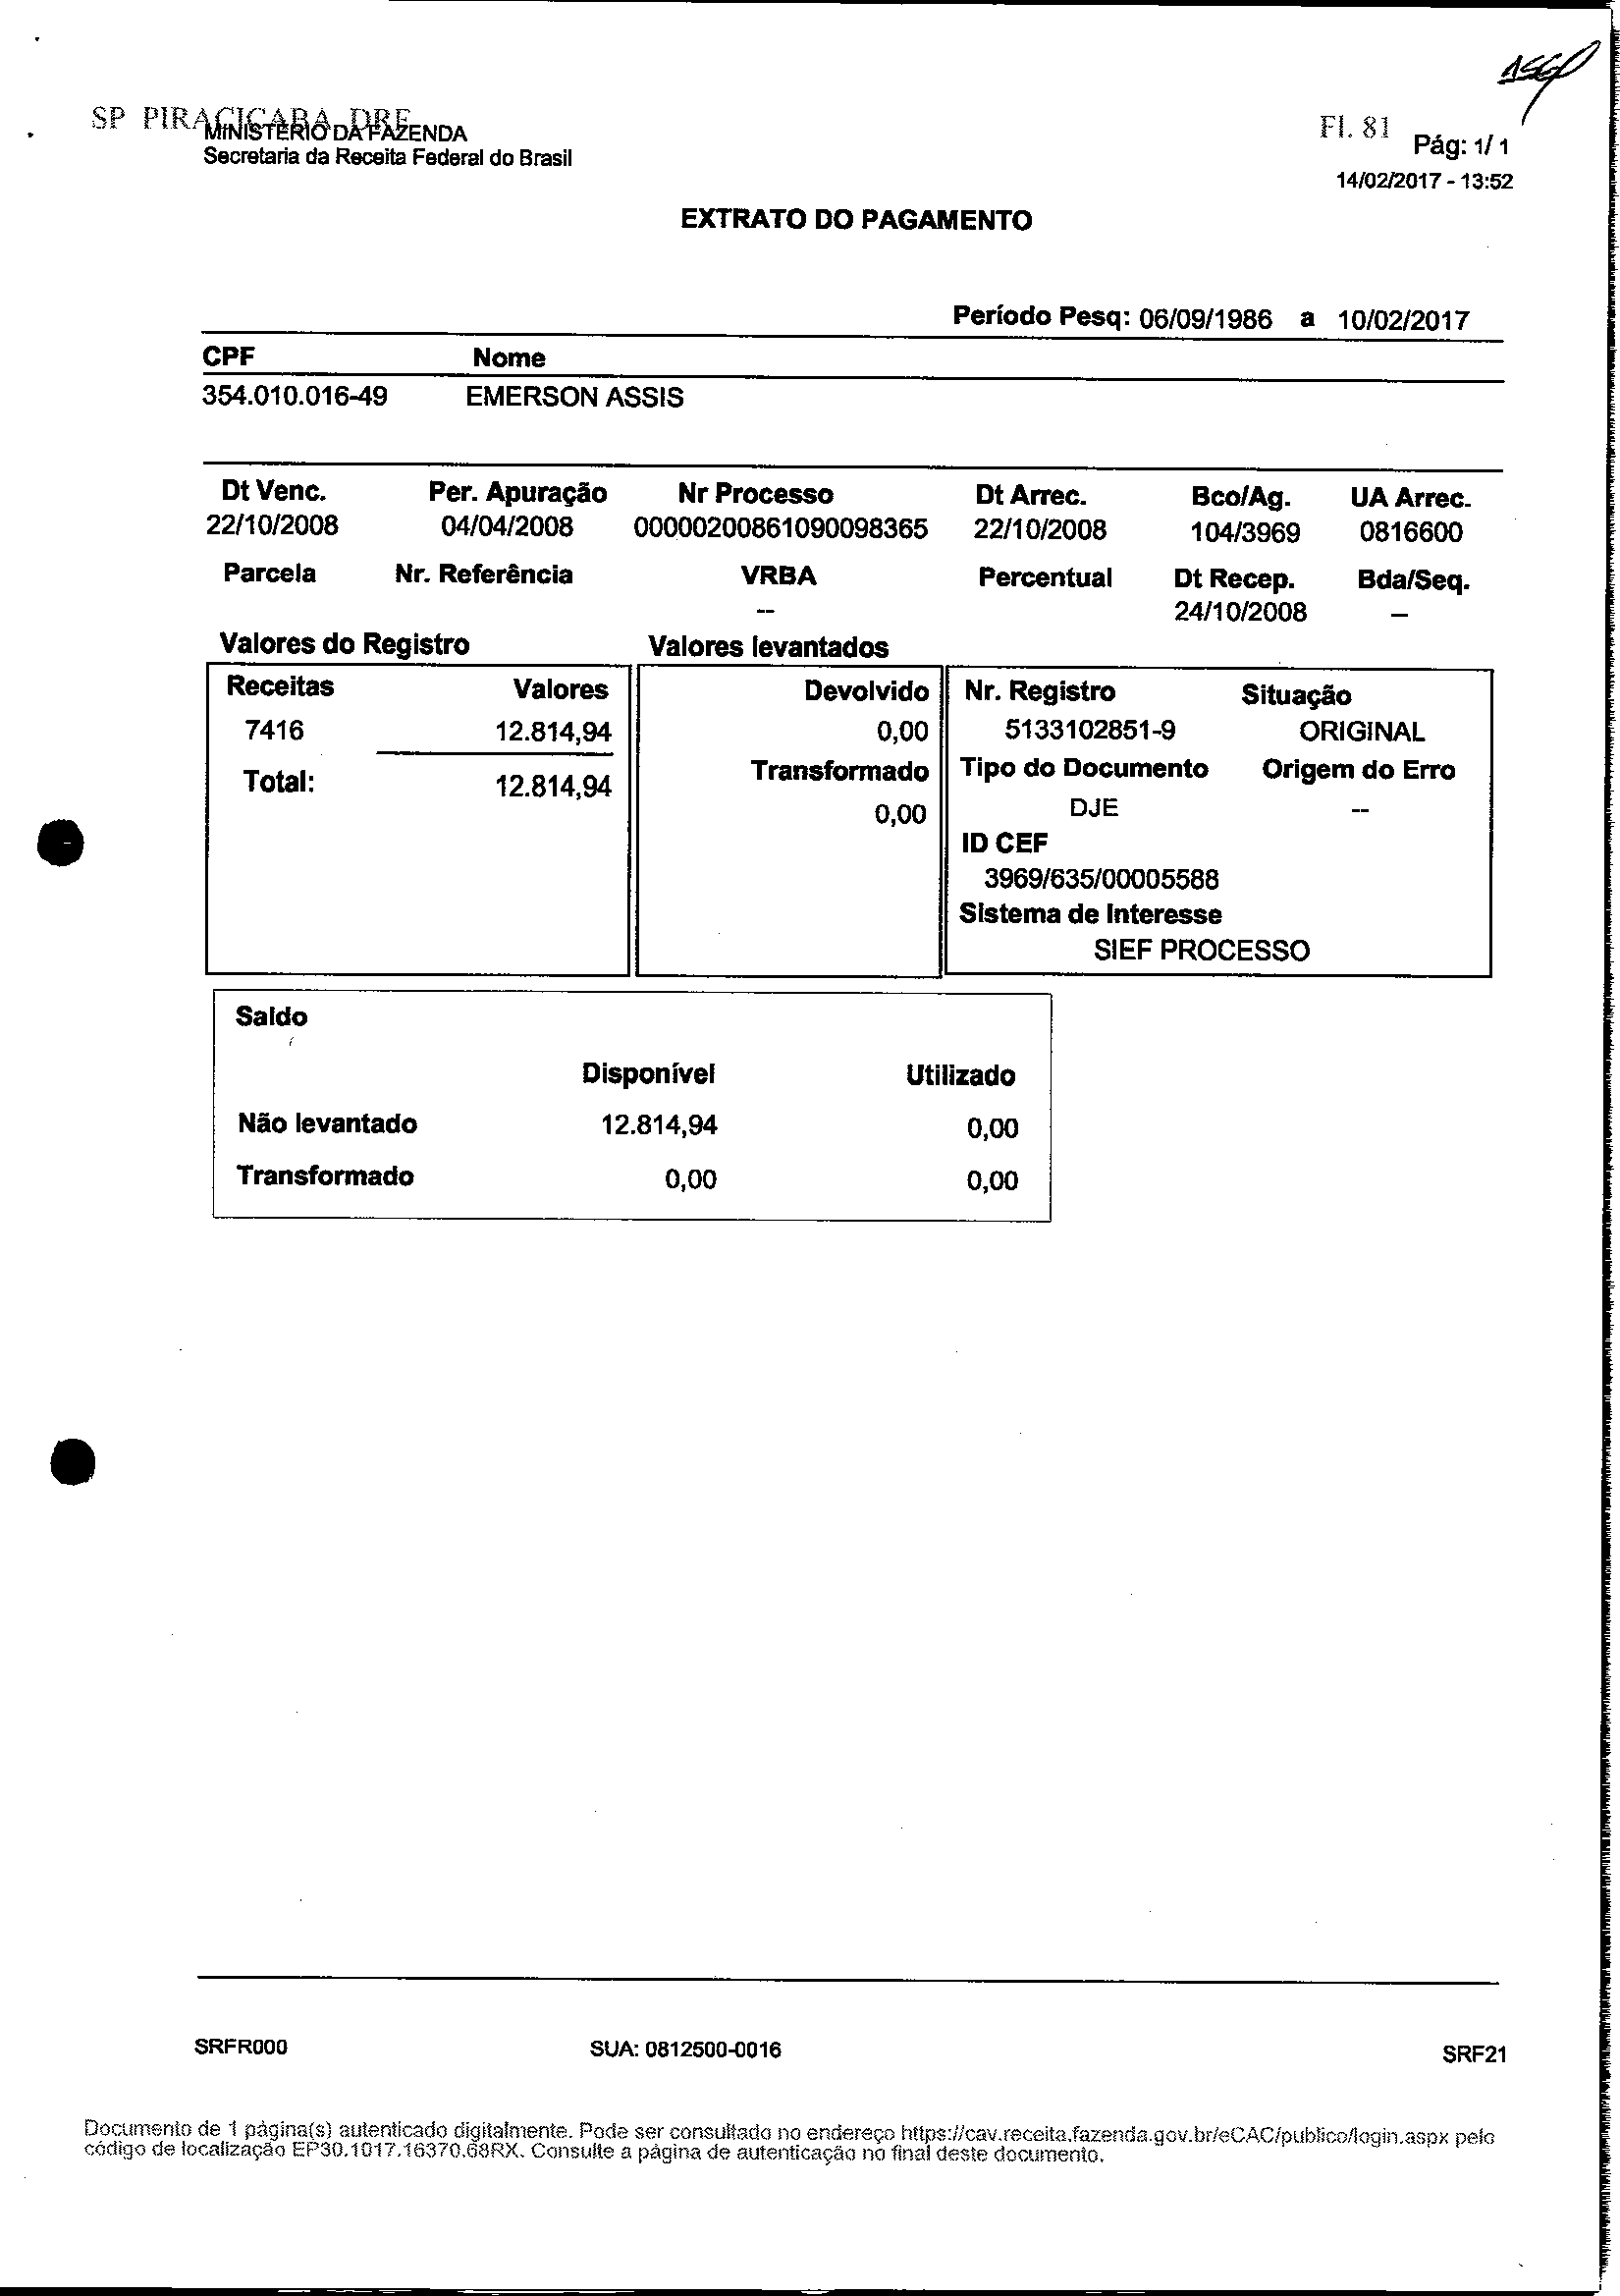 SP PIRACICABA DRF
Fl. 81
MINISTÉRIO DA FAZENDA
Pág: 1/ 1
Secretaria da Receita Federal do Brasil
14/02/2017 - 13:52
EXTRATO DO PAGAMENTO
Período Pesq: 06/09/1986 a 10/02/2017
CPF Nome
354.010.016-49 EMERSON ASSIS
Dt Venc. Per. Apuração Nr Processo Dt Arrec. Bco/Ag. UA Arrec.
22/10/2008 04/04/2008 00000200861090098365 22/10/2008 104/3969 0816600
Parcela Nr. Referência VRBA Percentual Dt Recep. Bda/Seq.
-- 24/10/2008 --
Valores do Registro Valores levantados
Receitas Valores Devolvido Nr. Registro Situação
7416 12.814,94 0,00 5133102851-9 ORIGINAL
Total: 12.814,94 Transformado Tipo do Documento Origem do Erro
0,00 DJE --
ID CEF
3969/635/00005588
Sistema de Interesse
SIEF PROCESSO
Saldo
Disponível Utilizado
Não levantado 12.814,94 0,00
Transformado 0,00 0,00
SRFR000 SUA: 0812500-0016 SRF21
Documento de 1 página(s) autenticado digitalmente. Pode ser consultado no endereço https://cav.receita.fazenda.gov.br/eCAC/publico/login.aspx pelo
código de localização EP30.1017.16370.68RX. Consulte a página de autenticação no final deste documento.